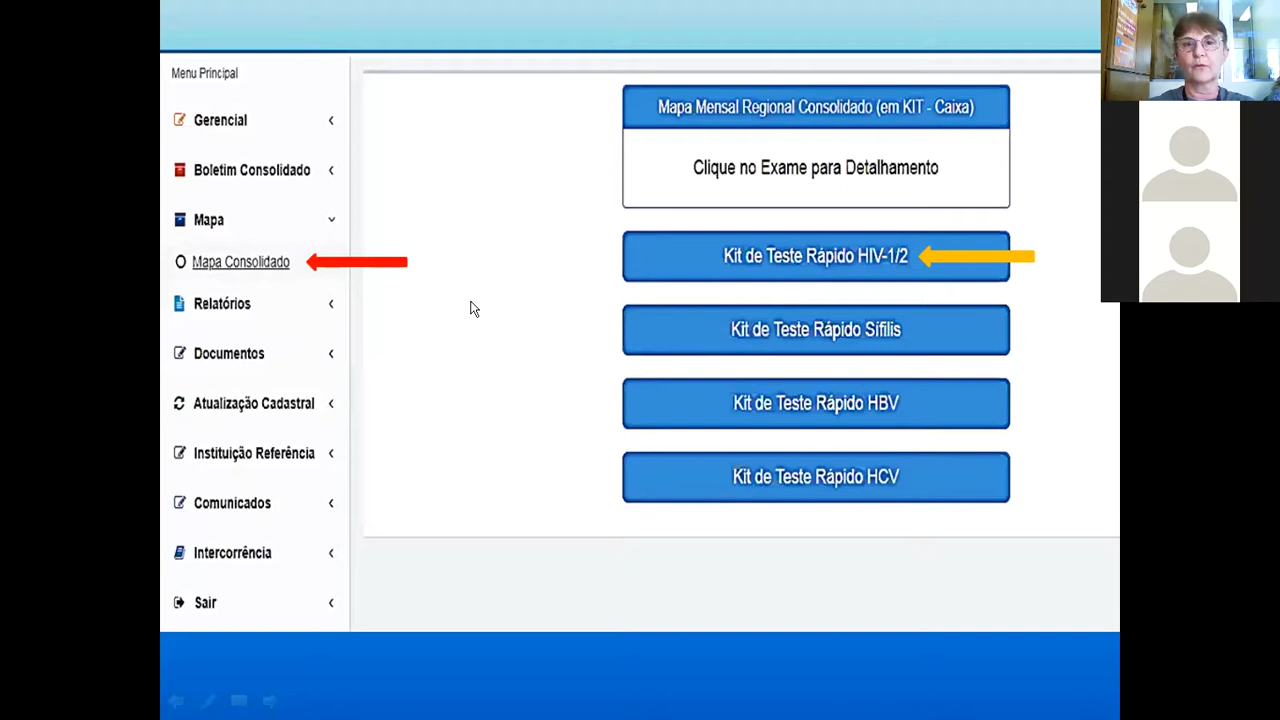 Menu Principal
Gerencial
Boletim Consolidado
Mapa
Mapa Consolidado
Relatórios
Documentos
Atualização Cadastral
Instituição Referência
Comunicados
Intercorrência
Sair
Mapa Mensal Regional Consolidado (em KIT - Caixa)
Clique no Exame para Detalhamento
Kit de Teste Rápido HIV-1/2
Kit de Teste Rápido Sífilis
Kit de Teste Rápido HBV
Kit de Teste Rápido HCV